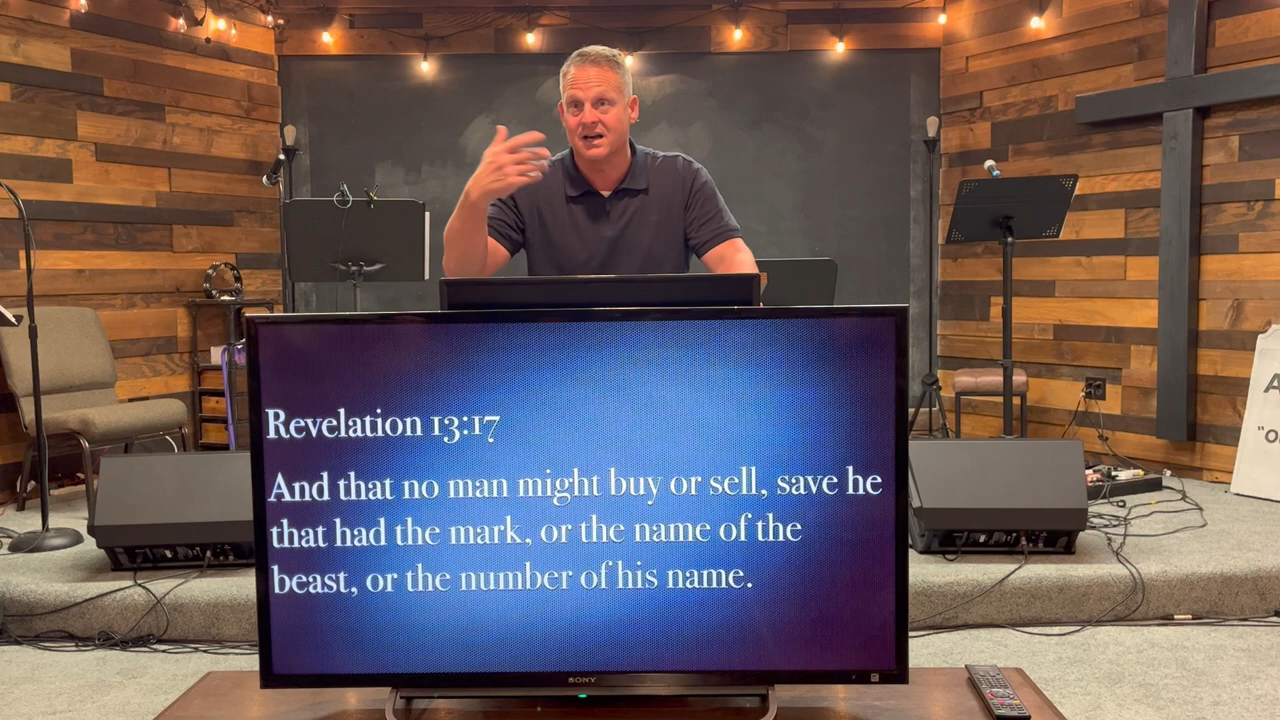 Revelation 13:17
And that no man might buy or sell, save he
that had the mark, or the name of the
beast, or the number of his name.
SONY